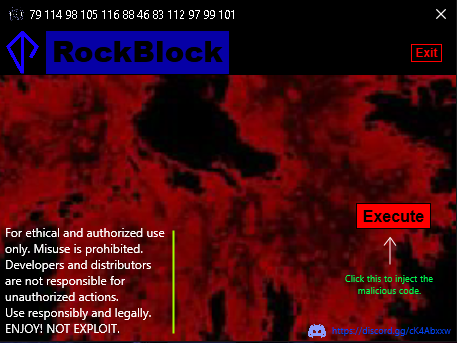 79 114 98 105 116 88 46 83 112 97 99 101
RockBlock
Exit
Execute
Click this to inject the
malicious code.
For ethical and authorized use
only. Misuse is prohibited.
Developers and distributors
are not responsible for
unauthorized actions.
Use responsibly and legally.
ENJOY! NOT EXPLOIT.
https://discord.gg/cK4Abxxw